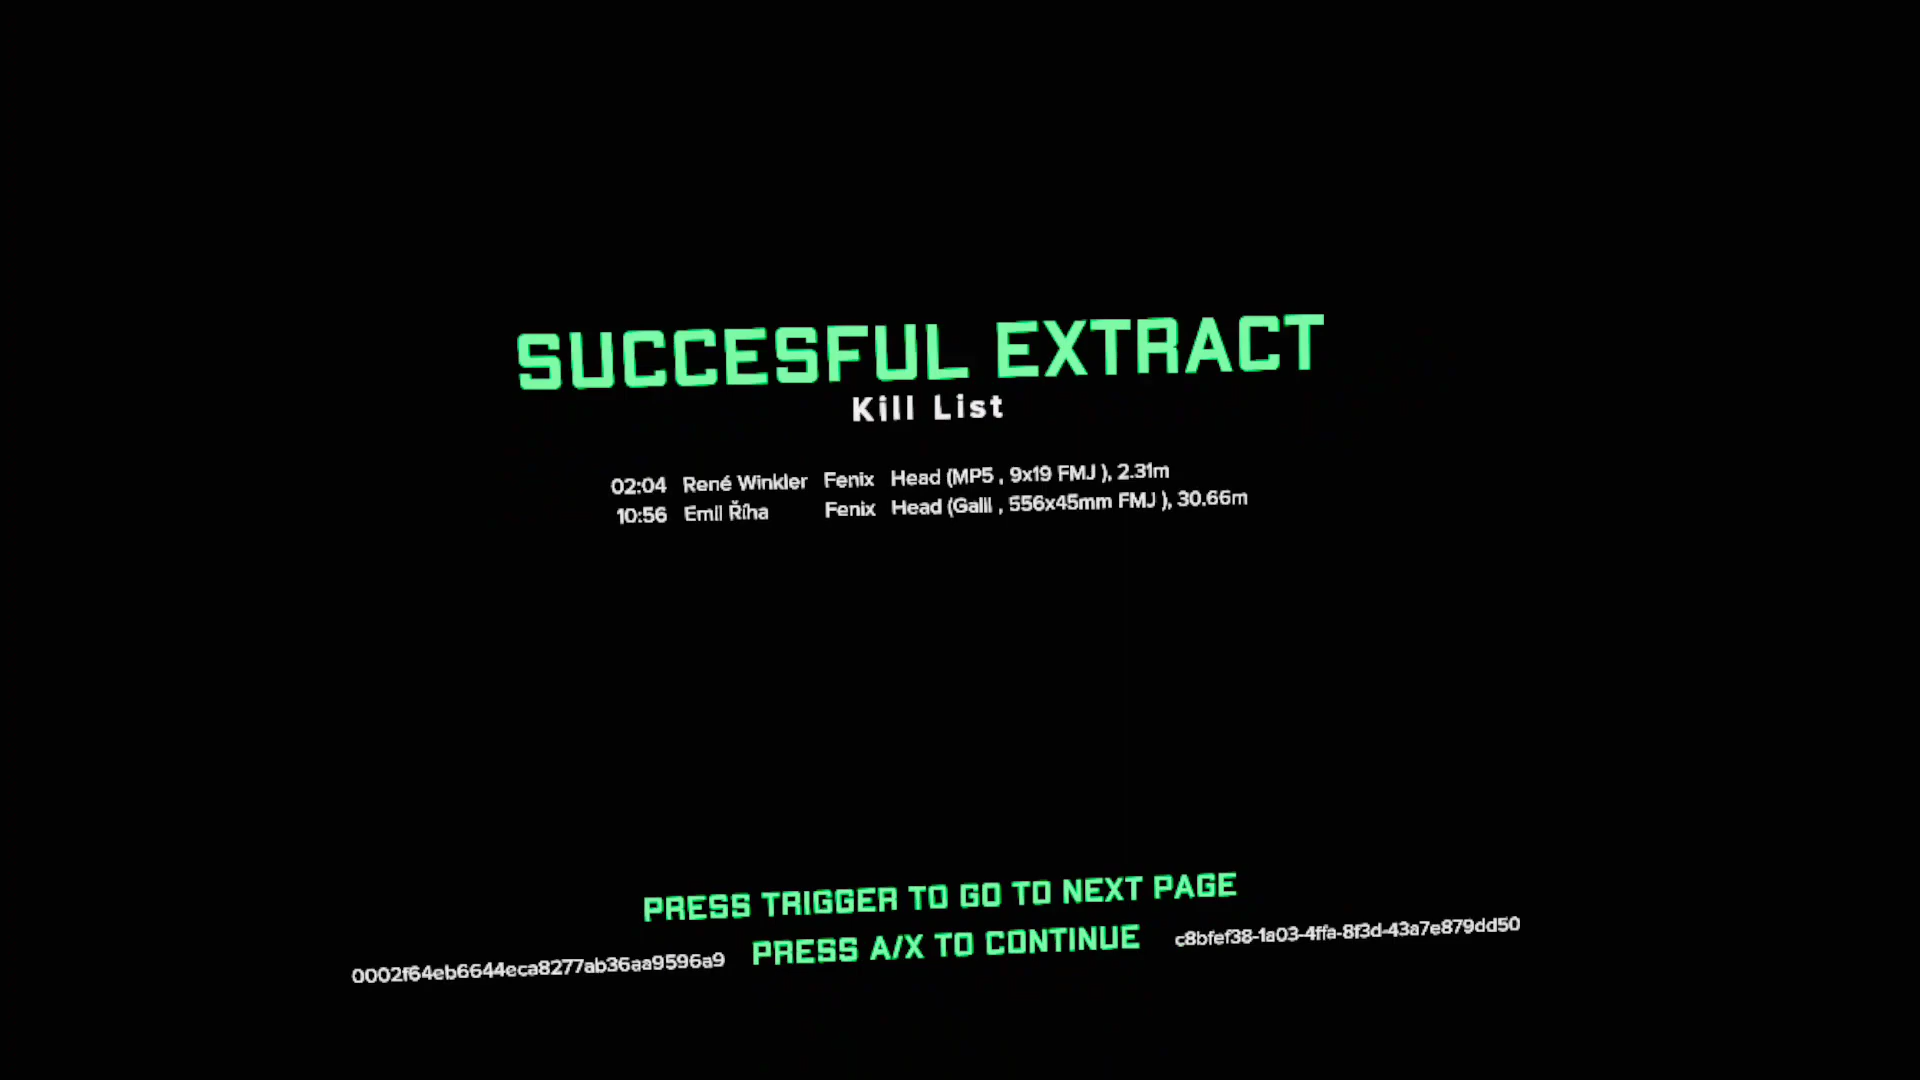 SUCCESFUL EXTRACT
Kill List
02:04 René Winkler Fenix Head (MP5 , 9x19 FMJ ), 2.31m
10:56 Emil Říha Fenix Head (Galil , 556x45mm FMJ ), 30.66m
PRESS TRIGGER TO GO TO NEXT PAGE
PRESS A/X TO CONTINUE
0002f64eb6644eca8277ab36aa9596a9
c8bfef38-1a03-4ffa-8f3d-43a7e879dd50